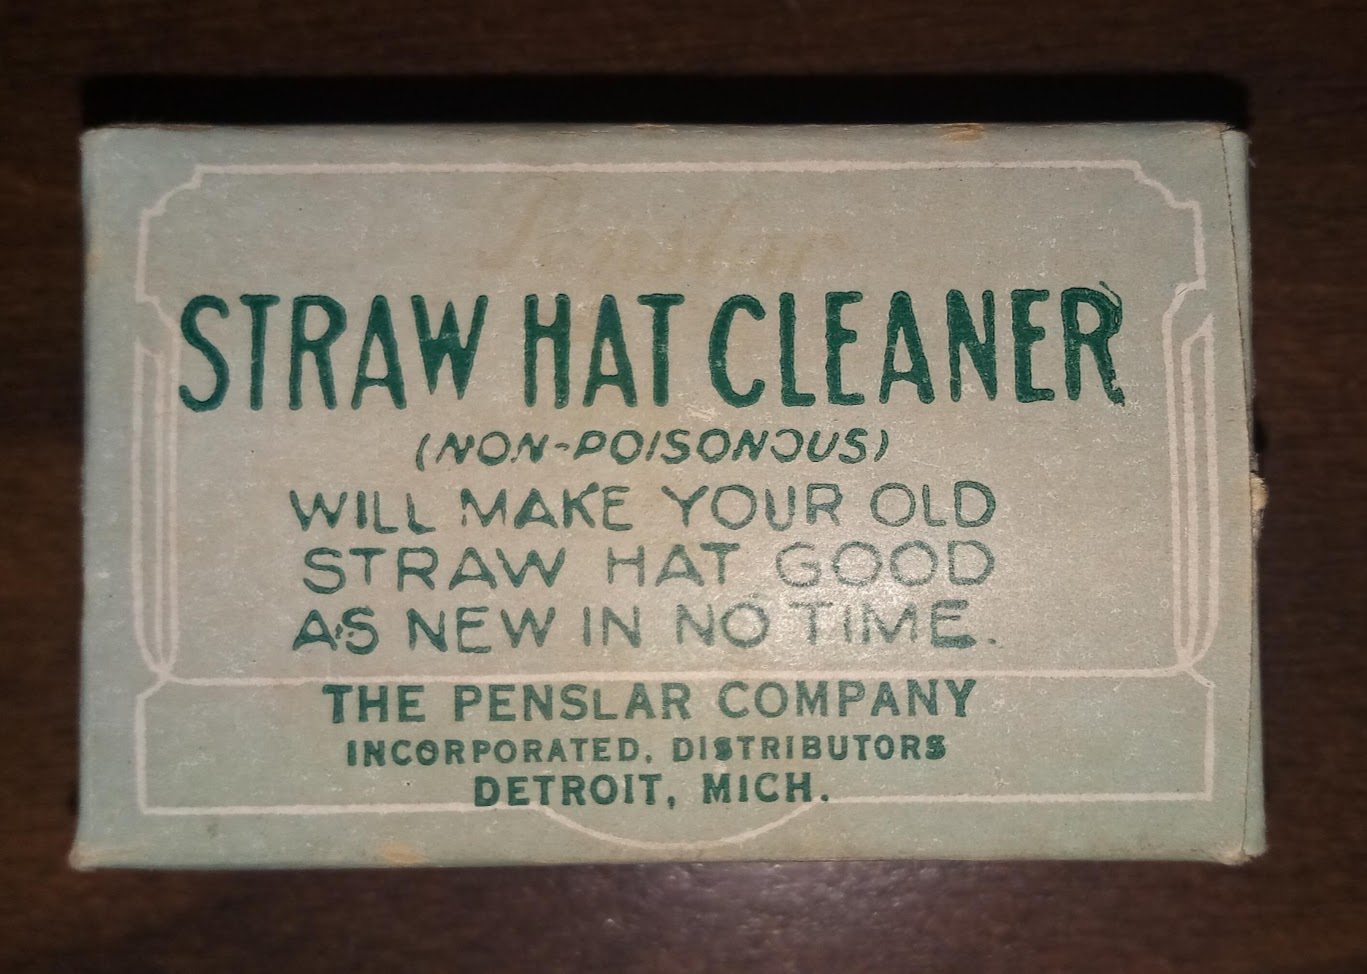 Penslar
STRAW HAT CLEANER
(NON-POISONOUS)
WILL MAKE YOUR OLD
STRAW HAT GOOD
AS NEW IN NO TIME.
THE PENSLAR COMPANY
INCORPORATED, DISTRIBUTORS
DETROIT, MICH.